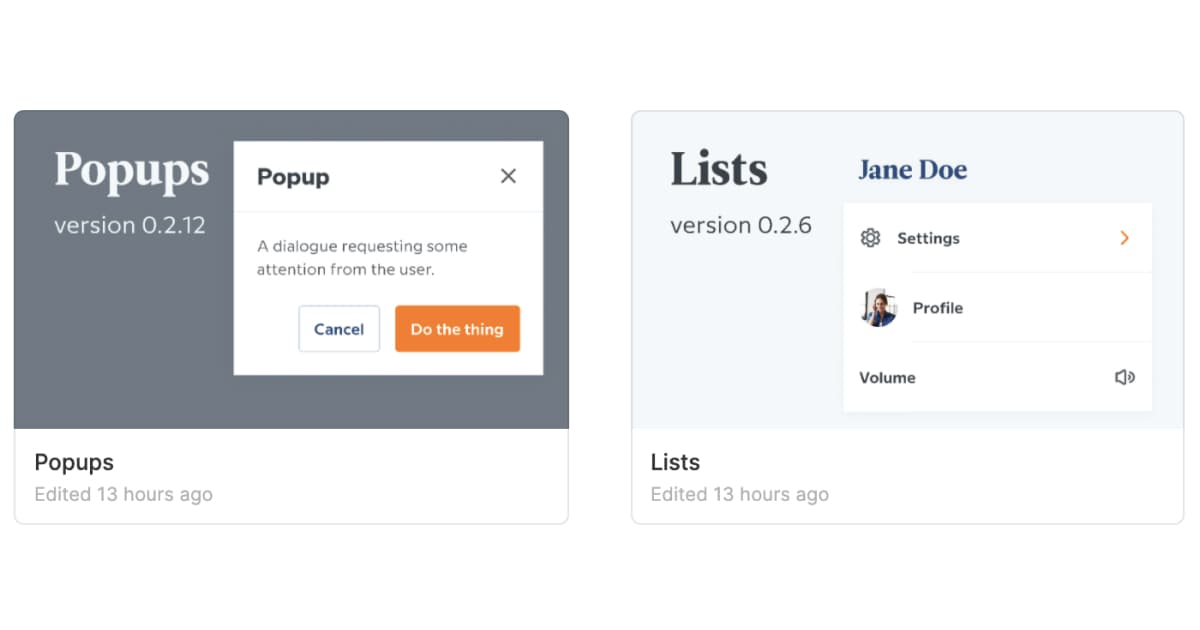 Popups
version 0.2.12
Popup
A dialogue requesting some
attention from the user.
Cancel
Do the thing
Popups
Edited 13 hours ago
Lists
version 0.2.6
Jane Doe
Settings
Profile
Volume
Lists
Edited 13 hours ago